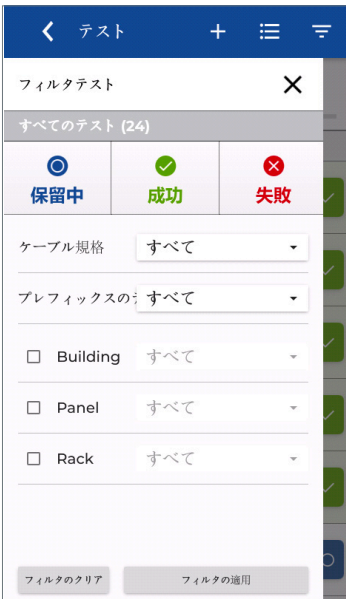 テスト
フィルタテスト
すべてのテスト (24)
保留中 成功 失敗
ケーブル規格 すべて
プレフィックスの すべて
Building すべて
Panel すべて
Rack すべて
フィルタのクリア フィルタの適用